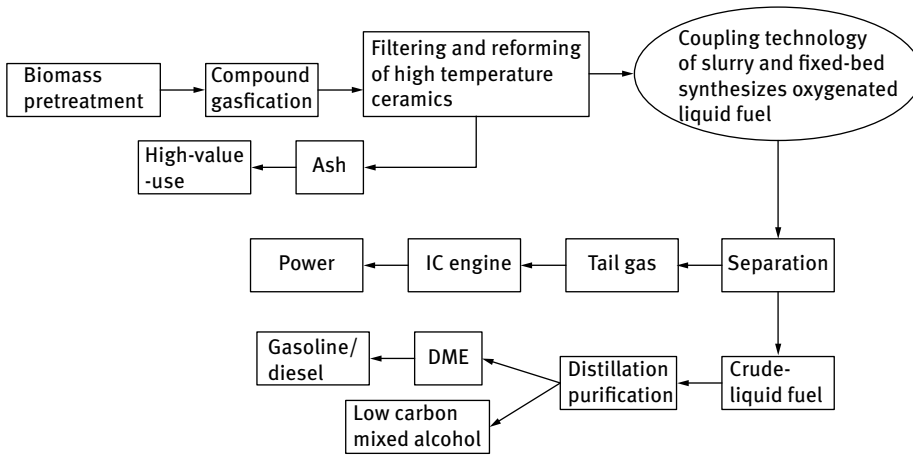 Biomass
pretreatment
Compound
gasfication
Filtering and reforming
of high temperature
ceramics
Coupling technology
of slurry and fixed-bed
synthesizes oxygenated
liquid fuel
High-value
-use
Ash
Power
IC engine
Tail gas
Separation
Gasoline/
diesel
DME
Distillation
purification
Crude-
liquid fuel
Low carbon
mixed alcohol